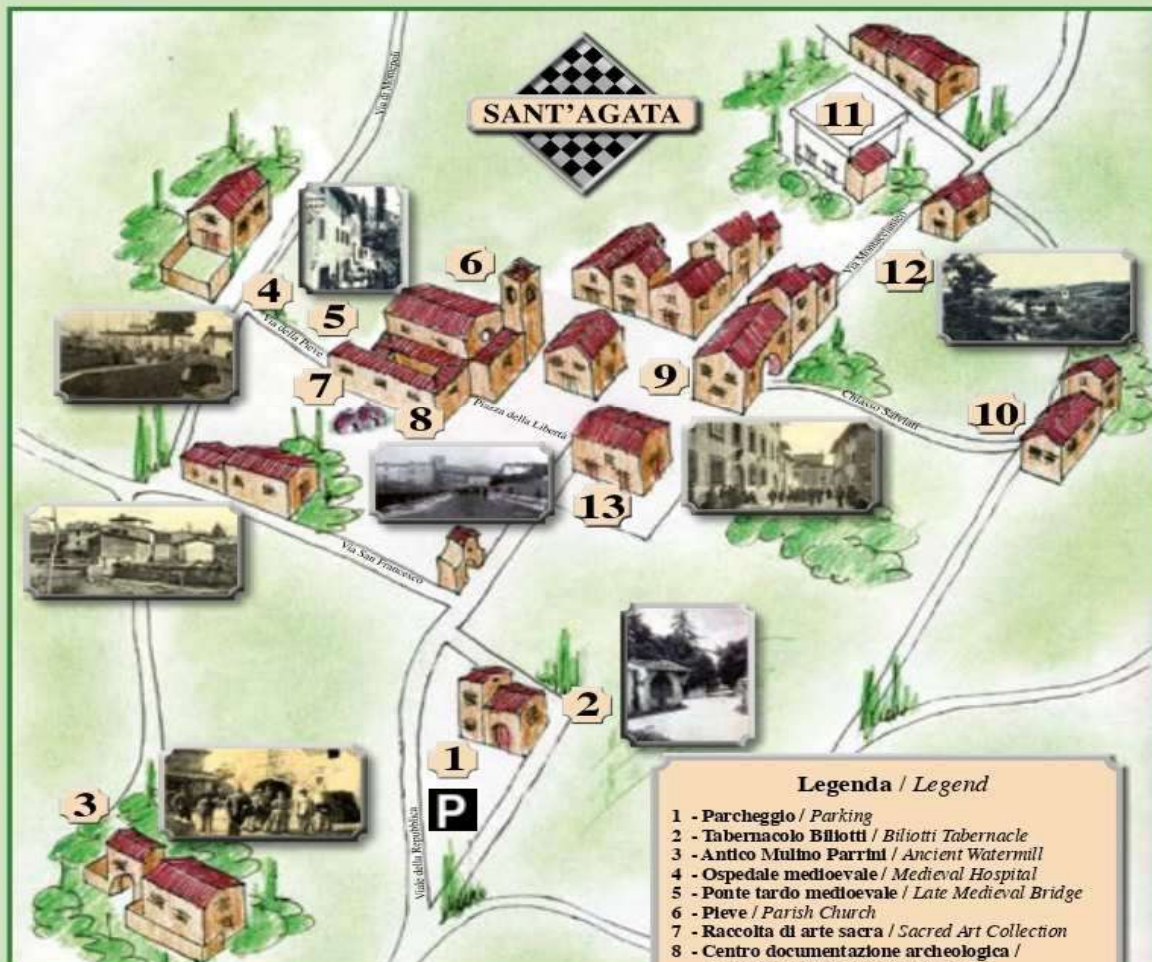 SANT'AGATA
Via di Montepoli
11
6
12
4
5
Via della Pieve
7
8
9
Piazza della Libertà
Chiasso Salviati
10
13
Via San Francesco
2
1
P
3
Viale della Repubblica
Legenda / Legend
1 - Parcheggio / Parking
2 - Tabernacolo Biliotti / Biliotti Tabernacle
3 - Antico Mulino Parrini / Ancient Watermill
4 - Ospedale medioevale / Medieval Hospital
5 - Ponte tardo medioevale / Late Medieval Bridge
6 - Pieve / Parish Church
7 - Raccolta di arte sacra / Sacred Art Collection
8 - Centro documentazione archeologica /